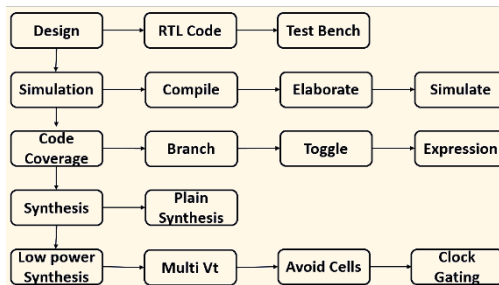 Design
RTL Code
Test Bench
Simulation
Compile
Elaborate
Simulate
Code
Coverage
Branch
Toggle
Expression
Synthesis
Plain
Synthesis
Low power
Synthesis
Multi Vt
Avoid Cells
Clock
Gating